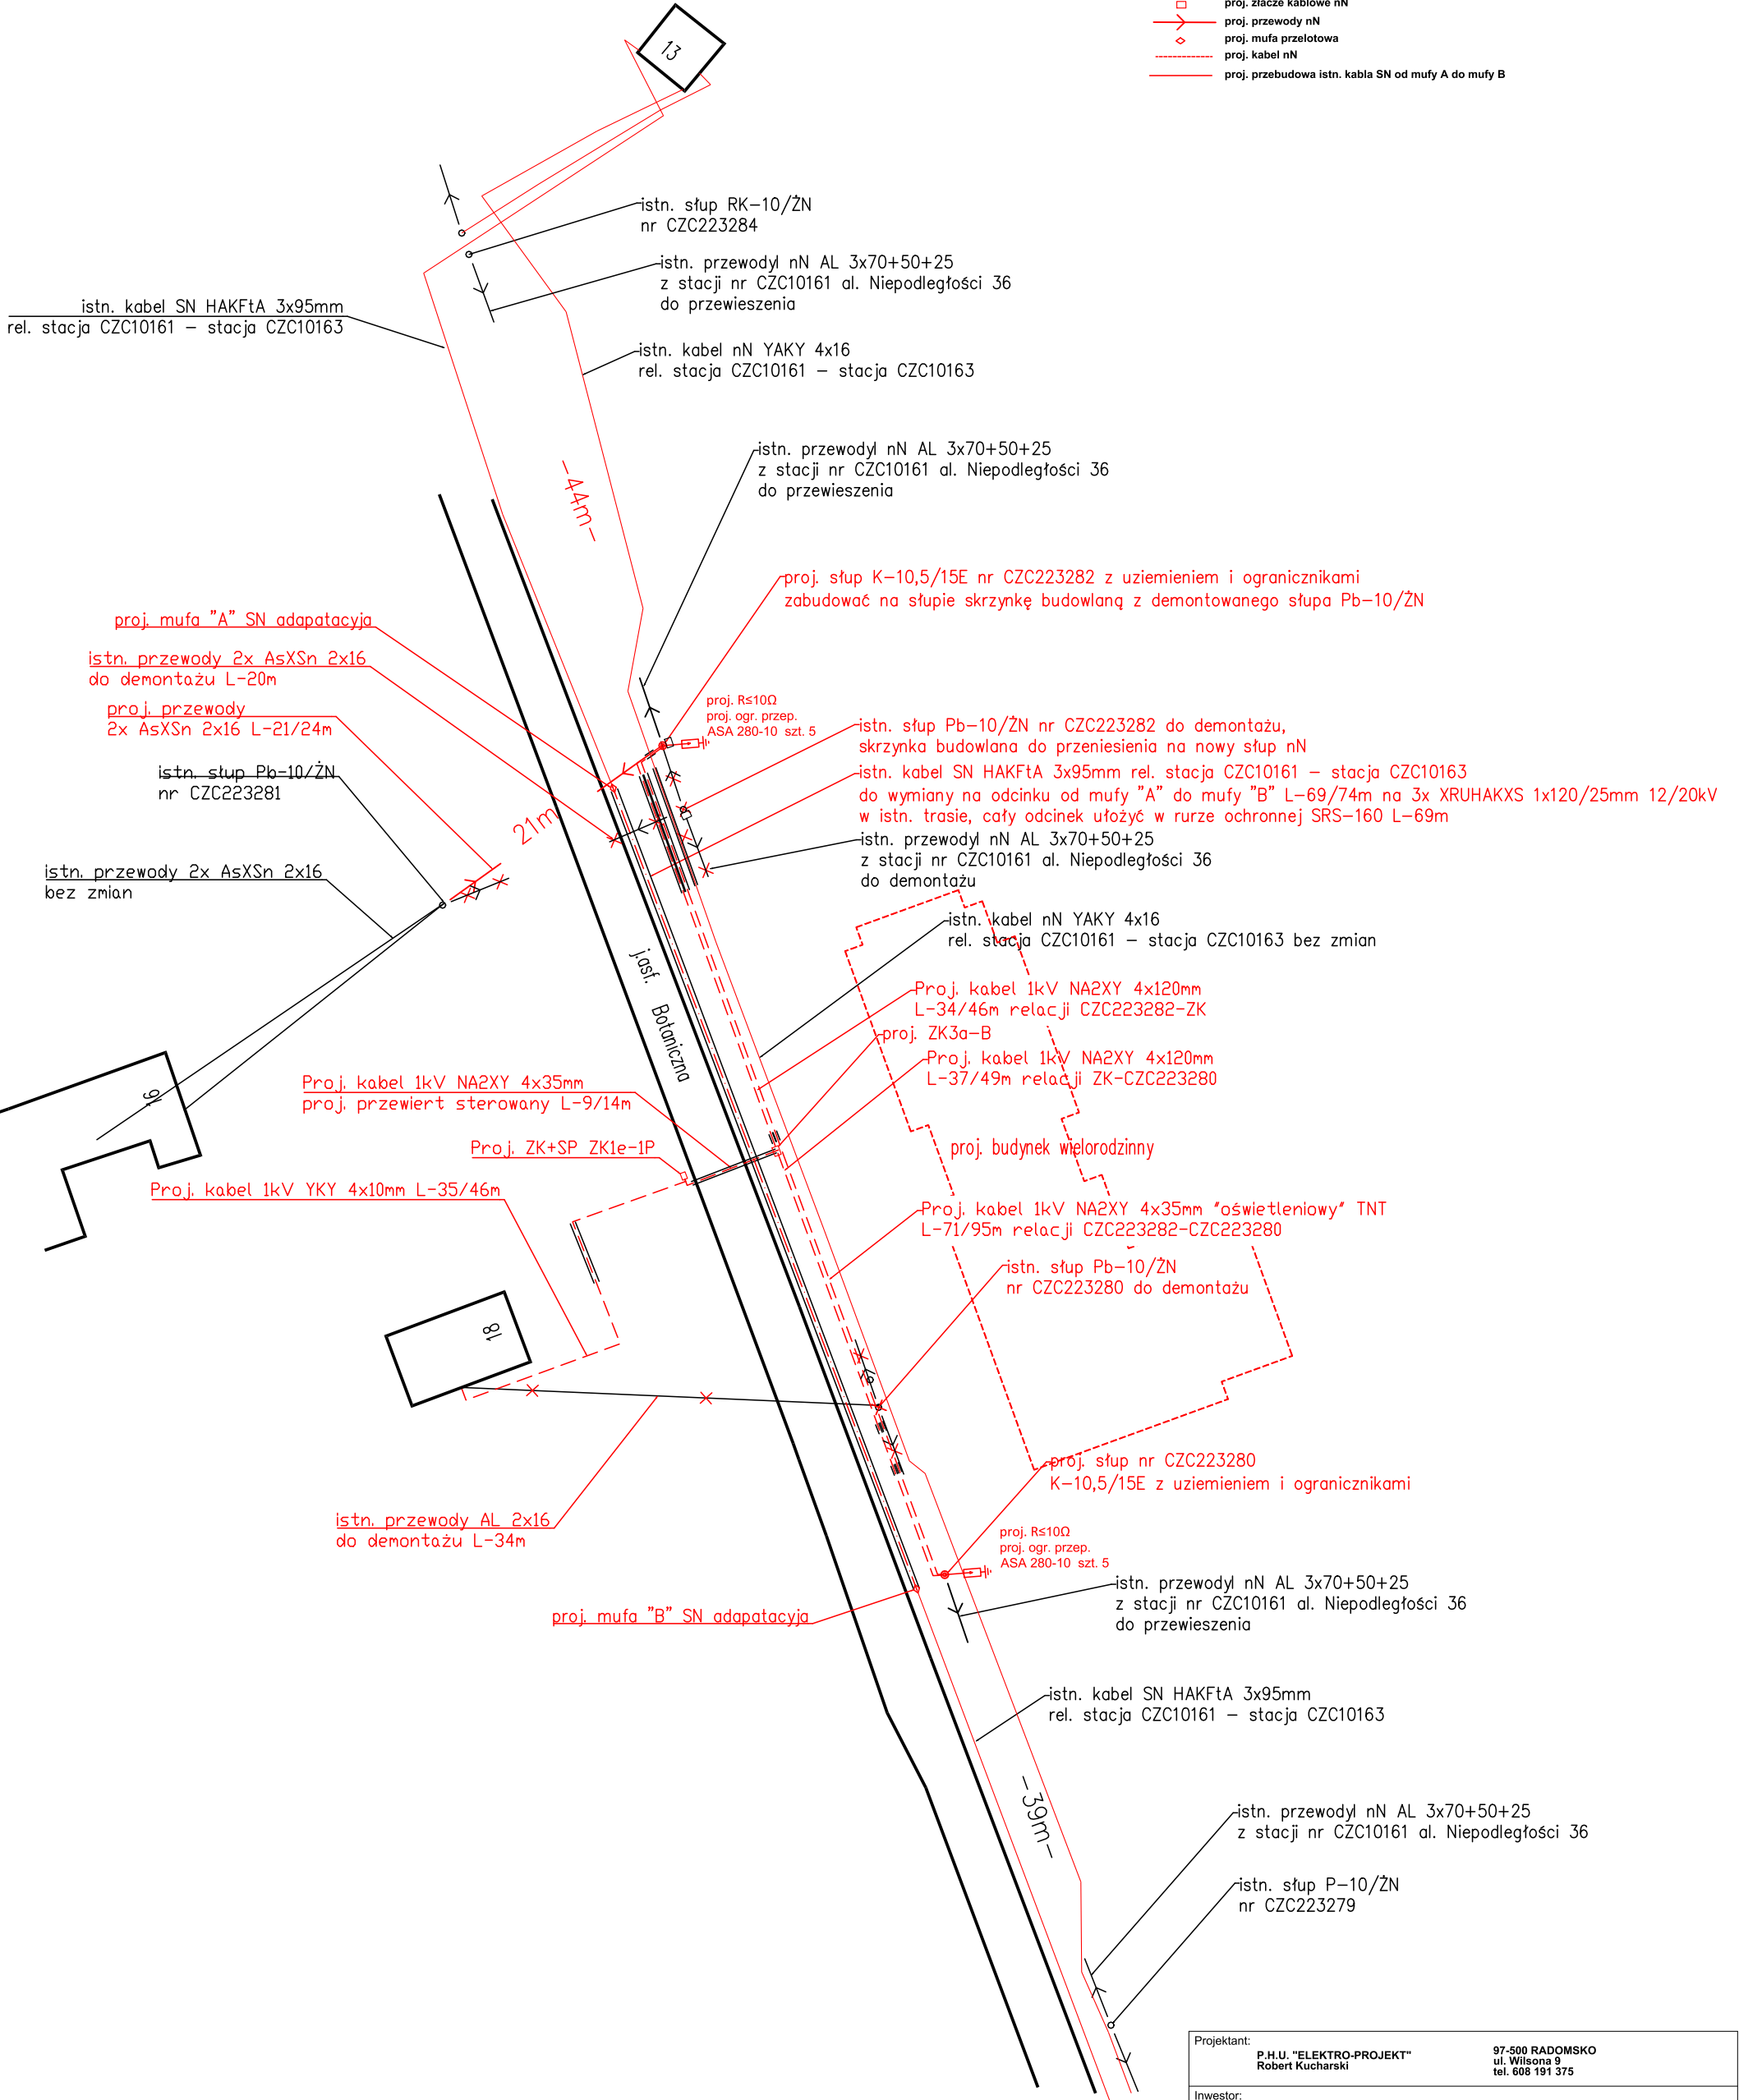 proj. złącze kablowe nN
proj. przewody nN
proj. mufa przelotowa
proj. kabel nN
proj. przebudowa istn. kabla SN od mufy A do mufy B
13
istn. słup RK-10/ŻN
nr CZC223284
istn. przewodyl nN AL 3x70+50+25
z stacji nr CZC10161 al. Niepodległości 36
do przewieszenia
istn. kabel SN HAKFtA 3x95mm
rel. stacja CZC10161 – stacja CZC10163
istn. kabel nN YAKY 4x16
rel. stacja CZC10161 – stacja CZC10163
istn. przewodyl nN AL 3x70+50+25
z stacji nr CZC10161 al. Niepodległości 36
do przewieszenia
-44m-
proj. słup K-10,5/15E nr CZC223282 z uziemieniem i ogranicznikami
zabudować na słupie skrzynkę budowlaną z demontowanego słupa Pb-10/ŻN
proj. mufa "A" SN adapatacyja
istn. przewody 2x AsXSn 2x16
do demontażu L-20m
proj. przewody
2x AsXSn 2x16 L-21/24m
proj. R≤10Ω
proj. ogr. przep.
ASA 280-10 szt. 5
istn. słup Pb-10/ŻN nr CZC223282 do demontażu,
skrzynka budowlana do przeniesienia na nowy słup nN
istn. kabel SN HAKFtA 3x95mm rel. stacja CZC10161 – stacja CZC10163
do wymiany na odcinku od mufy "A" do mufy "B" L-69/74m na 3x XRUHAKXS 1x120/25mm 12/20kV
w istn. trasie, cały odcinek ułożyć w rurze ochronnej SRS-160 L-69m
istn. słup Pb-10/ŻN
nr CZC223281
21m
istn. przewodyl nN AL 3x70+50+25
z stacji nr CZC10161 al. Niepodległości 36
do demontażu
istn. przewody 2x AsXSn 2x16
bez zmian
istn. kabel nN YAKY 4x16
rel. stacja CZC10161 – stacja CZC10163 bez zmian
j.asf. Botaniczna
Proj. kabel 1kV NA2XY 4x120mm
L-34/46m relacji CZC223282-ZK
proj. ZK3a-B
Proj. kabel 1kV NA2XY 4x120mm
L-37/49m relacji ZK-CZC223280
16
Proj. kabel 1kV NA2XY 4x35mm
proj. przewiert sterowany L-9/14m
Proj. ZK+SP ZK1e-1P
proj. budynek wielorodzinny
Proj. kabel 1kV YKY 4x10mm L-35/46m
Proj. kabel 1kV NA2XY 4x35mm "oświetleniowy" TNT
L-71/95m relacji CZC223282-CZC223280
istn. słup Pb-10/ŻN
nr CZC223280 do demontażu
18
proj. słup nr CZC223280
K-10,5/15E z uziemieniem i ogranicznikami
istn. przewody AL 2x16
do demontażu L-34m
proj. R≤10Ω
proj. ogr. przep.
ASA 280-10 szt. 5
proj. mufa "B" SN adapatacyja
istn. przewodyl nN AL 3x70+50+25
z stacji nr CZC10161 al. Niepodległości 36
do przewieszenia
istn. kabel SN HAKFtA 3x95mm
rel. stacja CZC10161 – stacja CZC10163
-39m-
istn. przewodyl nN AL 3x70+50+25
z stacji nr CZC10161 al. Niepodległości 36
istn. słup P-10/ŻN
nr CZC223279
Projektant:
P.H.U. "ELEKTRO-PROJEKT"
Robert Kucharski
97-500 RADOMSKO
ul. Wilsona 9
tel. 608 191 375
Inwestor: